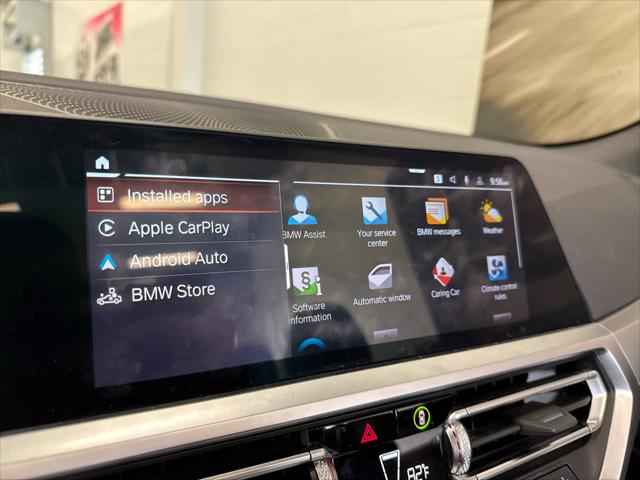 9:56
Installed apps
Apple CarPlay
Android Auto
BMW Store
BMW Assist
Your service
center
BMW messages
Weather
Software
information
Automatic window
Caring Car
Climate control
rules
82°F